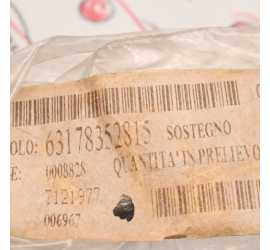 OLO: 63178352815 SOSTEGNO
E: 0008828 QUANTITA' IN PRELIEVO
7121977
006967